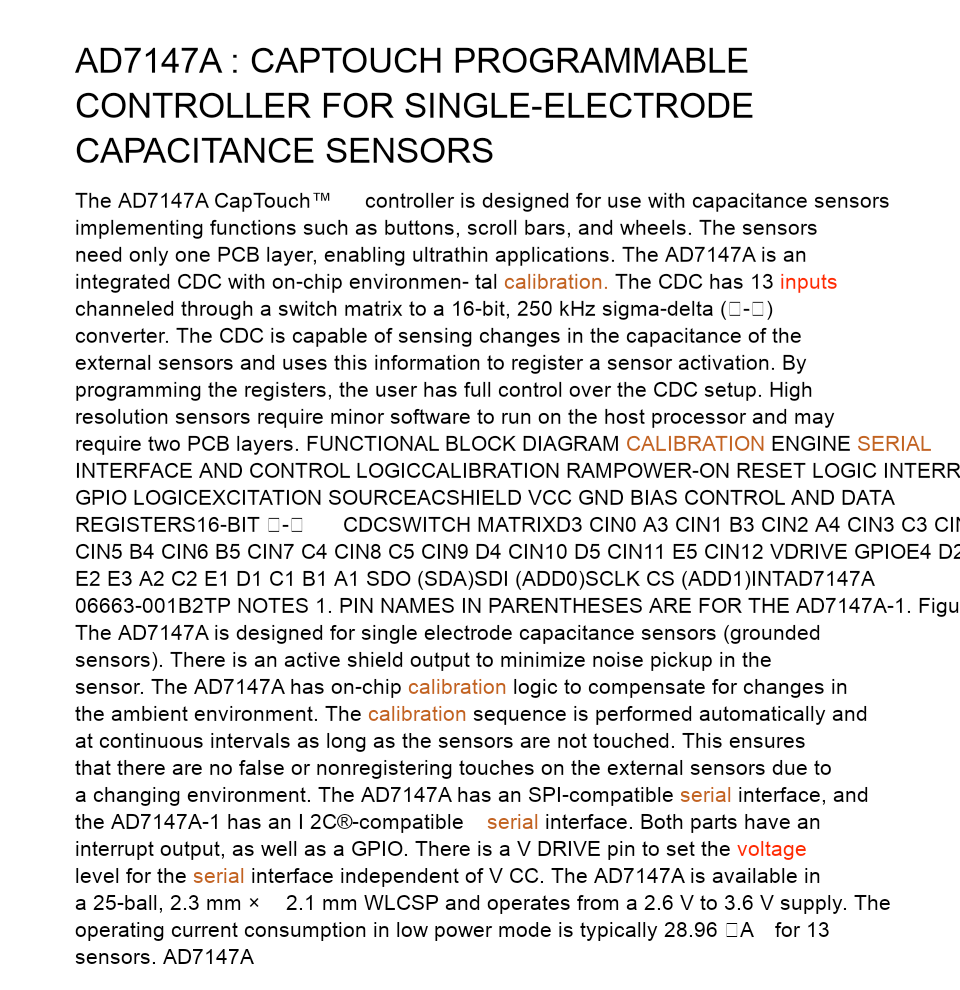 AD7147A : CAPTOUCH PROGRAMMABLE
CONTROLLER FOR SINGLE-ELECTRODE
CAPACITANCE SENSORS
The AD7147A CapTouch™ controller is designed for use with capacitance sensors
implementing functions such as buttons, scroll bars, and wheels. The sensors
need only one PCB layer, enabling ultrathin applications. The AD7147A is an
integrated CDC with on-chip environmen- tal calibration. The CDC has 13 inputs
channeled through a switch matrix to a 16-bit, 250 kHz sigma-delta (□-□)
converter. The CDC is capable of sensing changes in the capacitance of the
external sensors and uses this information to register a sensor activation. By
programming the registers, the user has full control over the CDC setup. High
resolution sensors require minor software to run on the host processor and may
require two PCB layers. FUNCTIONAL BLOCK DIAGRAM CALIBRATION ENGINE SERIAL
INTERFACE AND CONTROL LOGICCALIBRATION RAMPOWER-ON RESET LOGIC INTERR
GPIO LOGICEXCITATION SOURCEACSHIELD VCC GND BIAS CONTROL AND DATA
REGISTERS16-BIT □-□ CDCSWITCH MATRIXD3 CIN0 A3 CIN1 B3 CIN2 A4 CIN3 C3 CIN
CIN5 B4 CIN6 B5 CIN7 C4 CIN8 C5 CIN9 D4 CIN10 D5 CIN11 E5 CIN12 VDRIVE GPIOE4 D2
E2 E3 A2 C2 E1 D1 C1 B1 A1 SDO (SDA)SDI (ADD0)SCLK CS (ADD1)INTAD7147A
06663-001B2TP NOTES 1. PIN NAMES IN PARENTHESES ARE FOR THE AD7147A-1. Figu
The AD7147A is designed for single electrode capacitance sensors (grounded
sensors). There is an active shield output to minimize noise pickup in the
sensor. The AD7147A has on-chip calibration logic to compensate for changes in
the ambient environment. The calibration sequence is performed automatically and
at continuous intervals as long as the sensors are not touched. This ensures
that there are no false or nonregistering touches on the external sensors due to
a changing environment. The AD7147A has an SPI-compatible serial interface, and
the AD7147A-1 has an I 2C®-compatible serial interface. Both parts have an
interrupt output, as well as a GPIO. There is a V DRIVE pin to set the voltage
level for the serial interface independent of V CC. The AD7147A is available in
a 25-ball, 2.3 mm × 2.1 mm WLCSP and operates from a 2.6 V to 3.6 V supply. The
operating current consumption in low power mode is typically 28.96 □A for 13
sensors. AD7147A